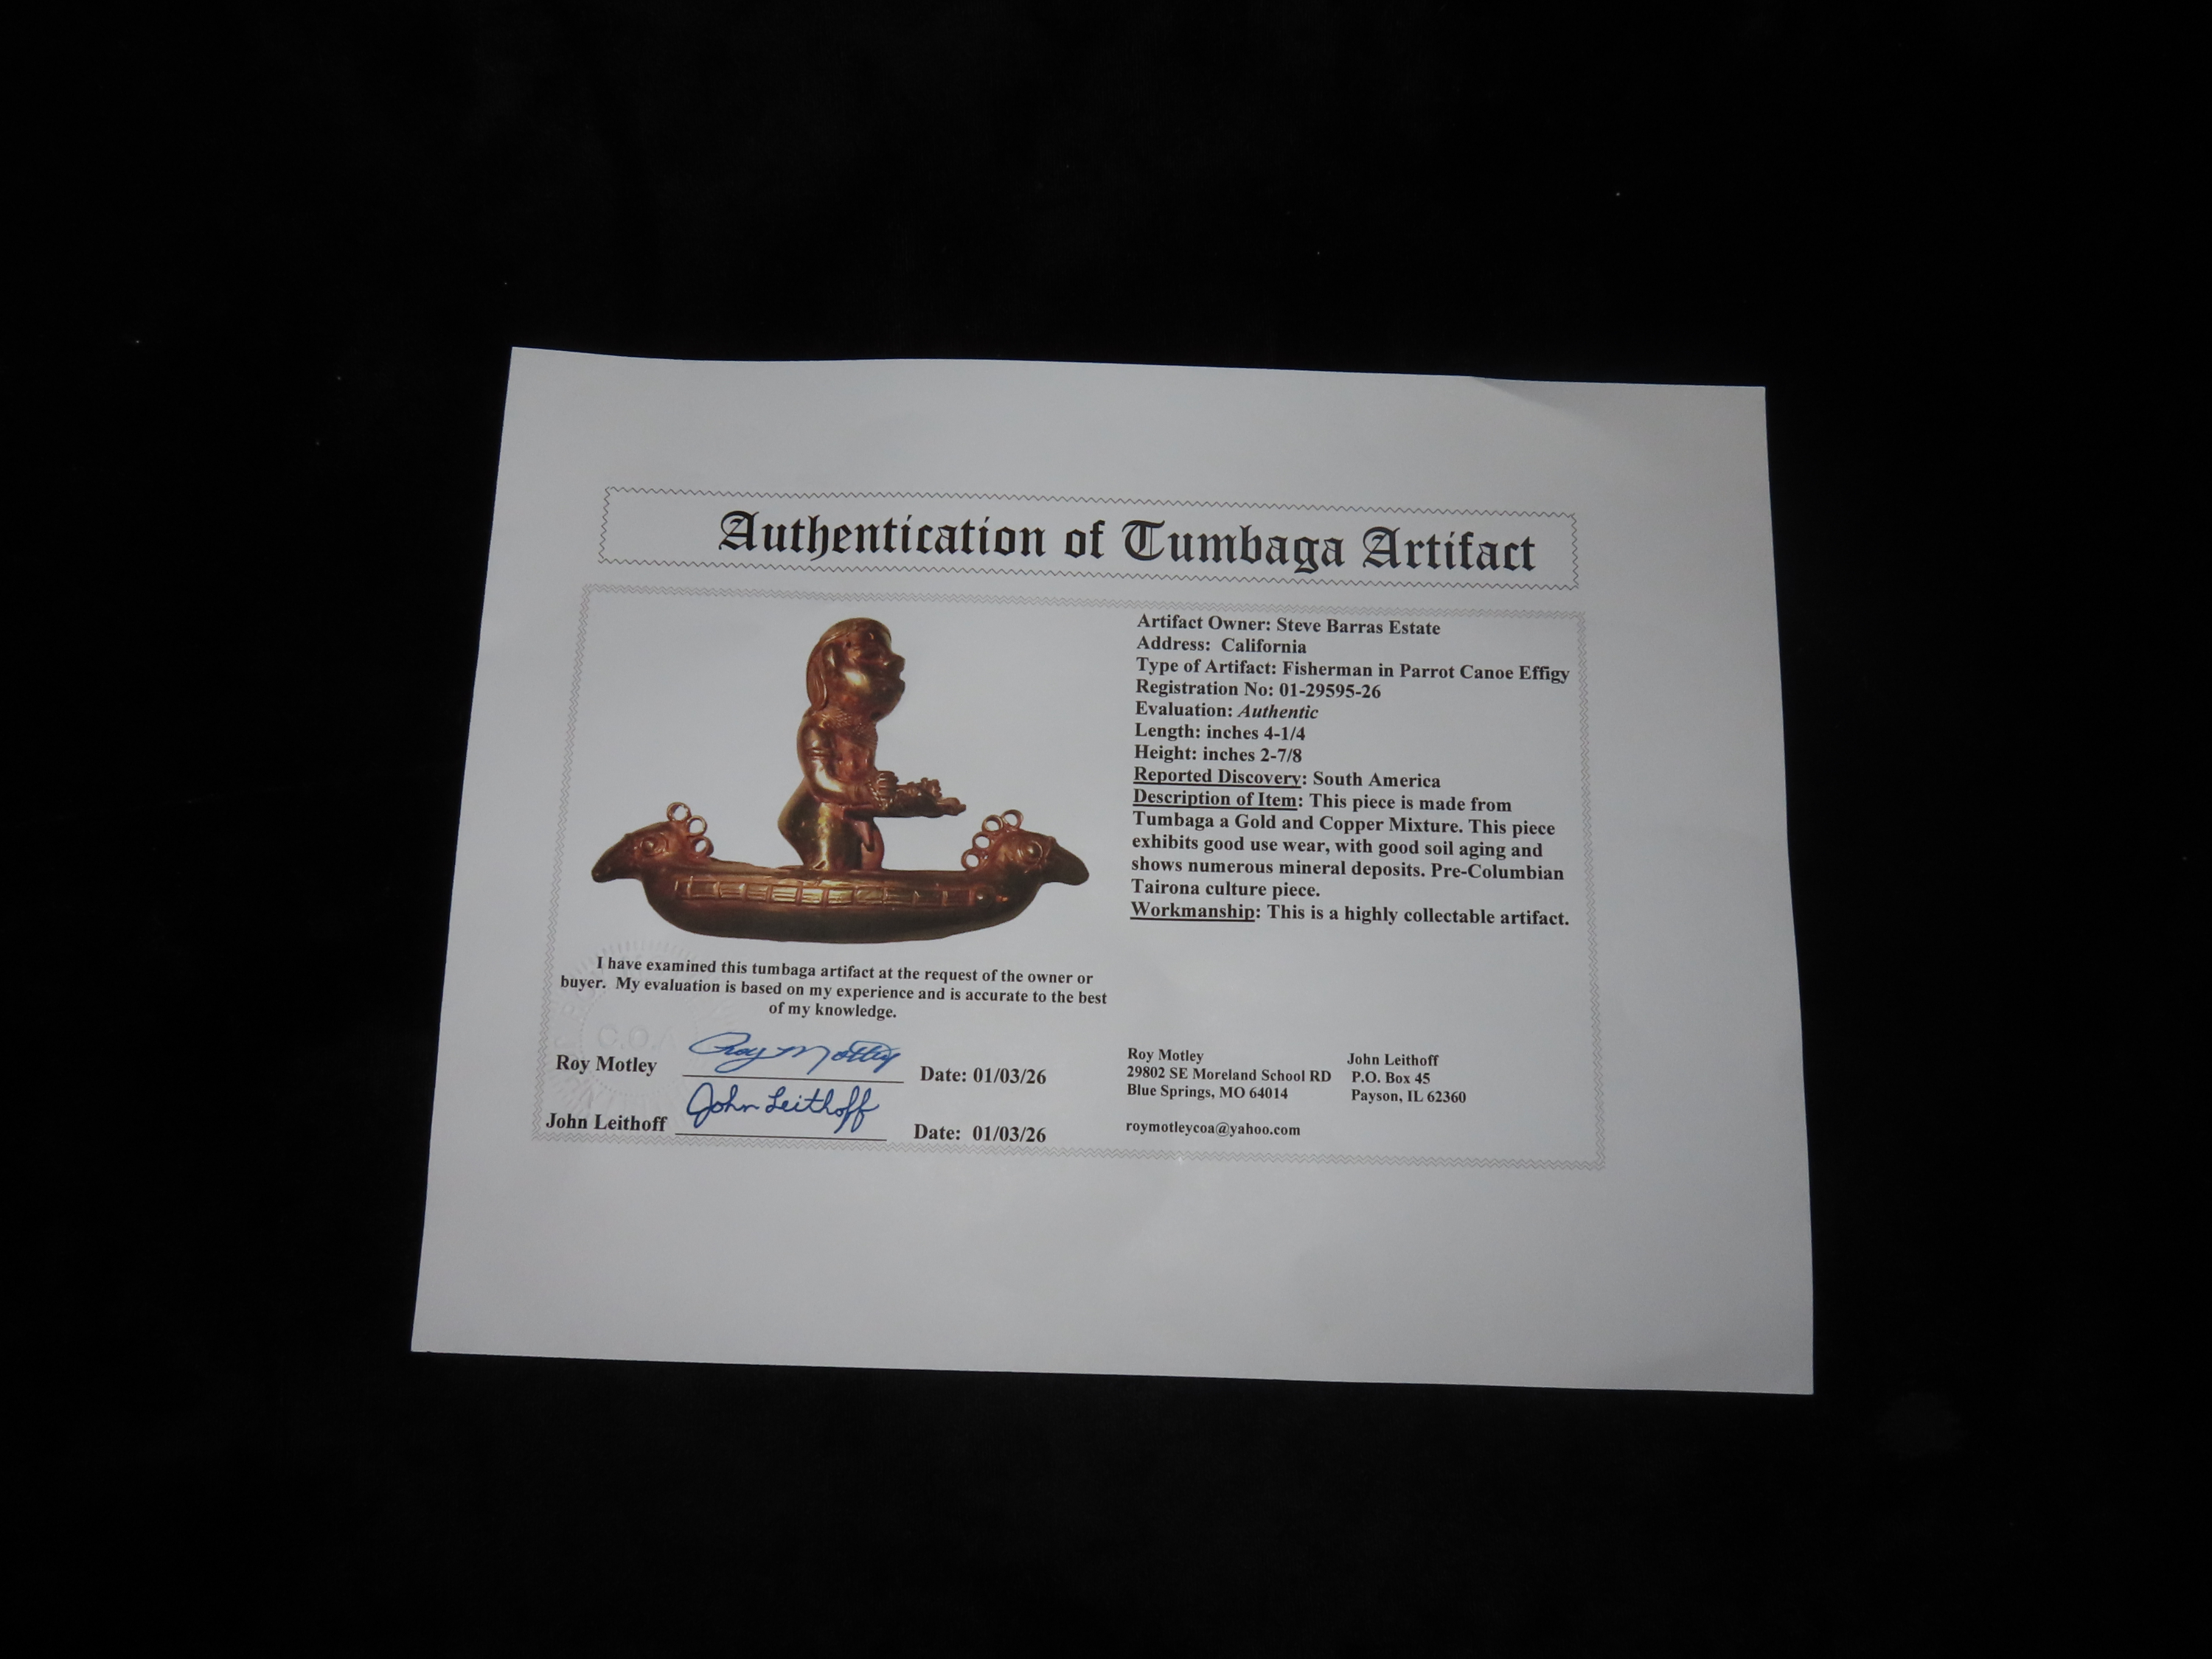 Authentication of Tumbaga Artifact
Artifact Owner: Steve Barras Estate
Address: California
Type of Artifact: Fisherman in Parrot Canoe Effigy
Registration No: 01-29595-26
Evaluation: Authentic
Length: inches 4-1/4
Height: inches 2-7/8
Reported Discovery: South America
Description of Item: This piece is made from
Tumbaga a Gold and Copper Mixture. This piece
exhibits good use wear, with good soil aging and
shows numerous mineral deposits. Pre-Columbian
Tairona culture piece.
Workmanship: This is a highly collectable artifact.
I have examined this tumbaga artifact at the request of the owner or
buyer. My evaluation is based on my experience and is accurate to the best
of my knowledge.
C.O.A
Roy Motley Roy Motley Date: 01/03/26
John Leithoff John Leithoff Date: 01/03/26
Roy Motley
29802 SE Moreland School RD
Blue Springs, MO 64014
roymotleycoa@yahoo.com
John Leithoff
P.O. Box 45
Payson, IL 62360